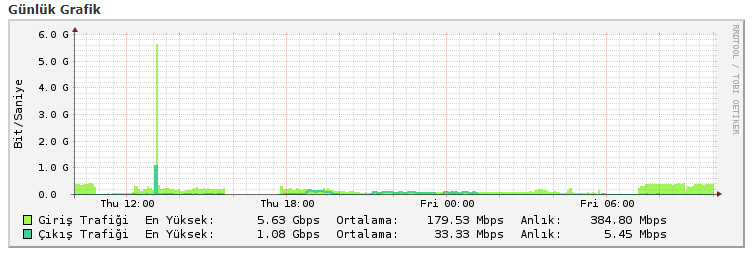 Günlük Grafik
RRDTOOL / TOBI OETIKER
Bit/Saniye
6.0 G
5.0 G
4.0 G
3.0 G
2.0 G
1.0 G
0.0
Thu 12:00 Thu 18:00 Fri 00:00 Fri 06:00
Giriş Trafiği En Yüksek: 5.63 Gbps Ortalama: 179.53 Mbps Anlık: 384.80 Mbps
Çıkış Trafiği En Yüksek: 1.08 Gbps Ortalama: 33.33 Mbps Anlık: 5.45 Mbps